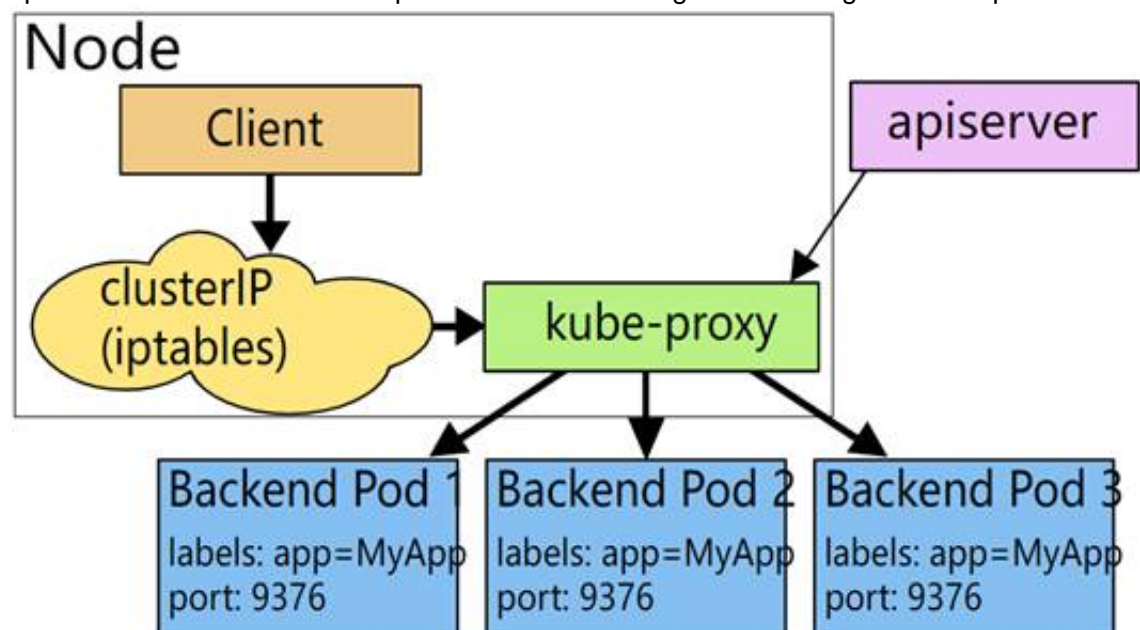 Node
Client
apiserver
clusterIP
(iptables)
kube-proxy
Backend Pod 1
labels: app=MyApp
port: 9376
Backend Pod 2
labels: app=MyApp
port: 9376
Backend Pod 3
labels: app=MyApp
port: 9376